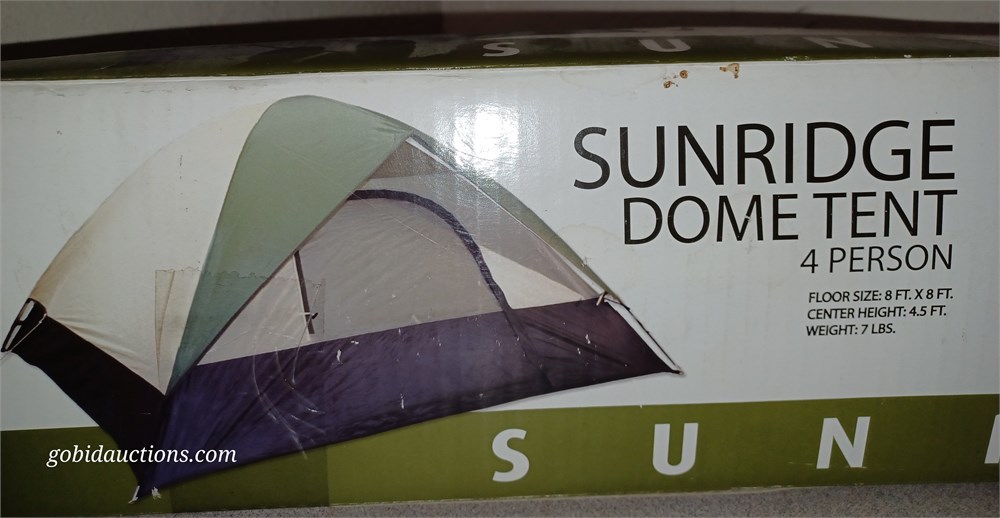 S U N
SUNRIDGE
DOME TENT
4 PERSON
FLOOR SIZE: 8 FT. X 8 FT.
CENTER HEIGHT: 4.5 FT.
WEIGHT: 7 LBS.
gobidauctions.com
S U N